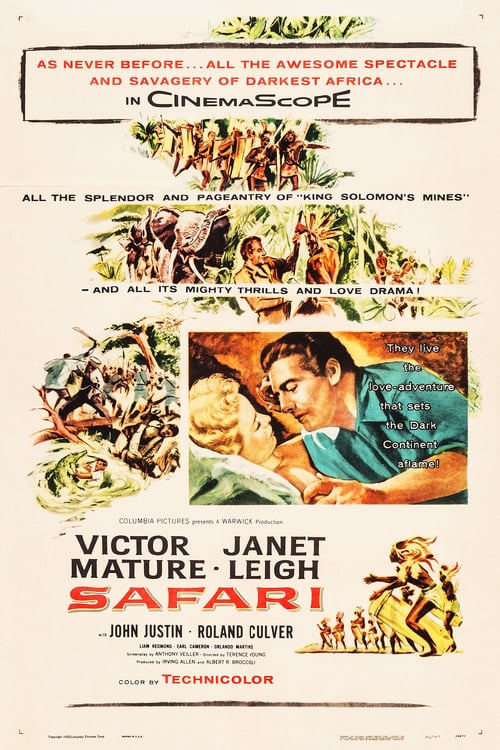 AS NEVER BEFORE...ALL THE AWESOME SPECTACLE
AND SAVAGERY OF DARKEST AFRICA...
IN CINEMASCOPE
ALL THE SPLENDOR AND PAGEANTRY OF "KING SOLOMON'S MINES"
—AND ALL ITS MIGHTY THRILLS AND LOVE DRAMA!
They live
the
love-adventure
that sets
the Dark
Continent
aflame!
COLUMBIA PICTURES presents A WARWICK Production
VICTOR JANET
MATURE · LEIGH
SAFARI
with JOHN JUSTIN · ROLAND CULVER
LIAM REDMOND · EARL CAMERON · ORLANDO MARTINS
Screenplay by ANTHONY VEILLER · Directed by TERENCE YOUNG
Produced by IRVING ALLEN and ALBERT R. BROCCOLI
COLOR BY TECHNICOLOR